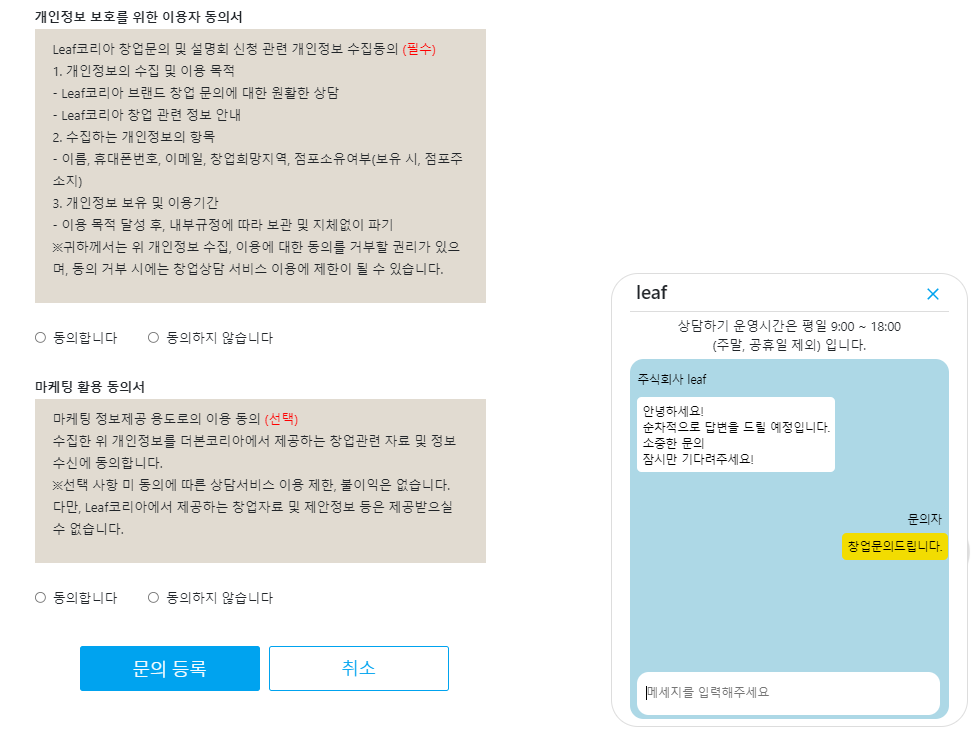 개인정보 보호를 위한 이용자 동의서
Leaf코리아 창업문의 및 설명회 신청 관련 개인정보 수집동의 (필수)
1. 개인정보의 수집 및 이용 목적
- Leaf코리아 브랜드 창업 문의에 대한 원활한 상담
- Leaf코리아 창업 관련 정보 안내
2. 수집하는 개인정보의 항목
- 이름, 휴대폰번호, 이메일, 창업희망지역, 점포소유여부(보유 시, 점포주
소지)
3. 개인정보 보유 및 이용기간
- 이용 목적 달성 후, 내부규정에 따라 보관 및 지체없이 파기
※귀하께서는 위 개인정보 수집, 이용에 대한 동의를 거부할 권리가 있으
며, 동의 거부 시에는 창업상담 서비스 이용에 제한이 될 수 있습니다.
동의합니다 동의하지 않습니다
마케팅 활용 동의서
마케팅 정보제공 용도로의 이용 동의 (선택)
수집한 위 개인정보를 더본코리아에서 제공하는 창업관련 자료 및 정보
수신에 동의합니다.
※선택 사항 미 동의에 따른 상담서비스 이용 제한, 불이익은 없습니다.
다만, Leaf코리아에서 제공하는 창업자료 및 제안정보 등은 제공받으실
수 없습니다.
동의합니다 동의하지 않습니다
문의 등록 취소
leaf
상담하기 운영시간은 평일 9:00 ~ 18:00
(주말, 공휴일 제외) 입니다.
주식회사 leaf
안녕하세요!
순차적으로 답변을 드릴 예정입니다.
소중한 문의
잠시만 기다려주세요!
문의자
창업문의드립니다.
메세지를 입력해주세요